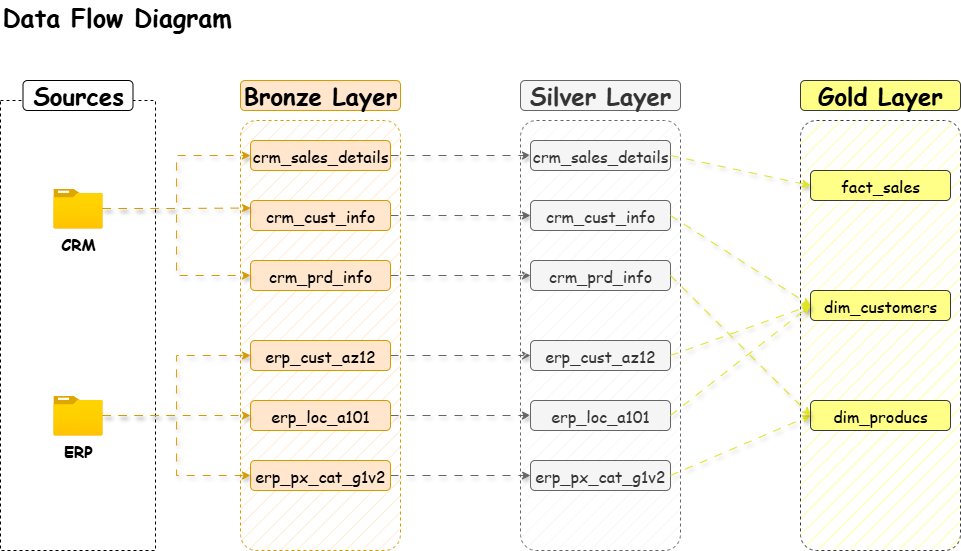 Data Flow Diagram
Sources
Bronze Layer
Silver Layer
Gold Layer
crm_sales_details
crm_sales_details
fact_sales
CRM
crm_cust_info
crm_cust_info
crm_prd_info
crm_prd_info
dim_customers
erp_cust_az12
erp_cust_az12
ERP
erp_loc_a101
erp_loc_a101
dim_producs
erp_px_cat_g1v2
erp_px_cat_g1v2